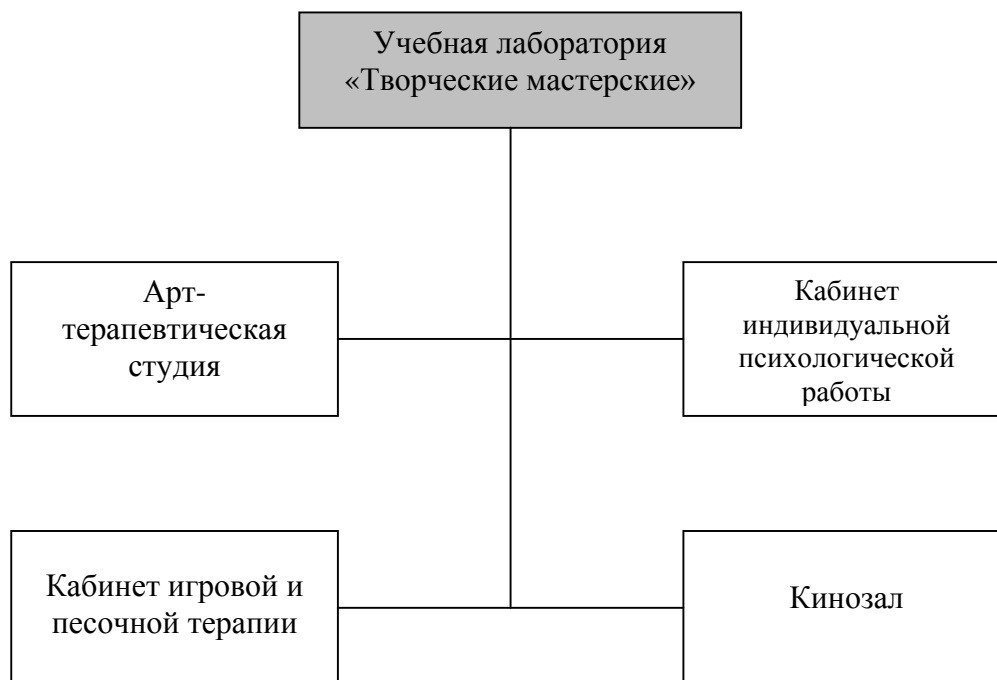 Учебная лаборатория
«Творческие мастерские»
Арт-
терапевтическая
студия
Кабинет
индивидуальной
психологической
работы
Кабинет игровой и
песочной терапии
Кинозал